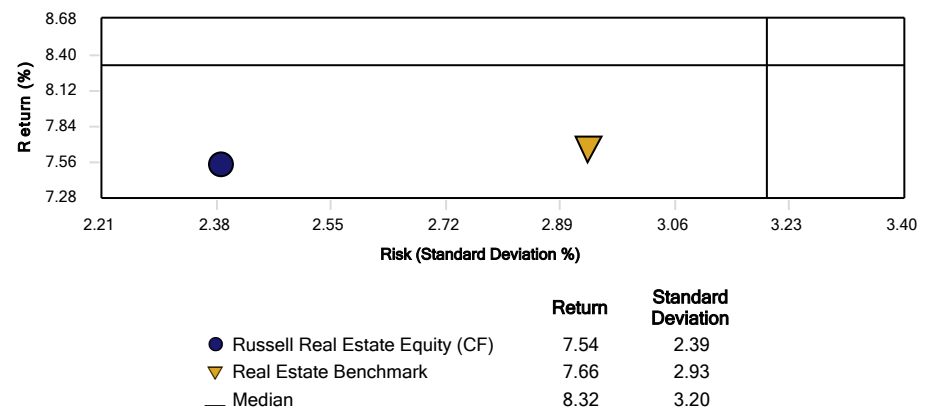 8.68
8.40
8.12
7.84
7.56
7.28
R eturn (%)
2.21 2.38 2.55 2.72 2.89 3.06 3.23 3.40
Risk (Standard Deviation %)
Return Standard Deviation
Russell Real Estate Equity (CF) 7.54 2.39
Real Estate Benchmark 7.66 2.93
Median 8.32 3.20